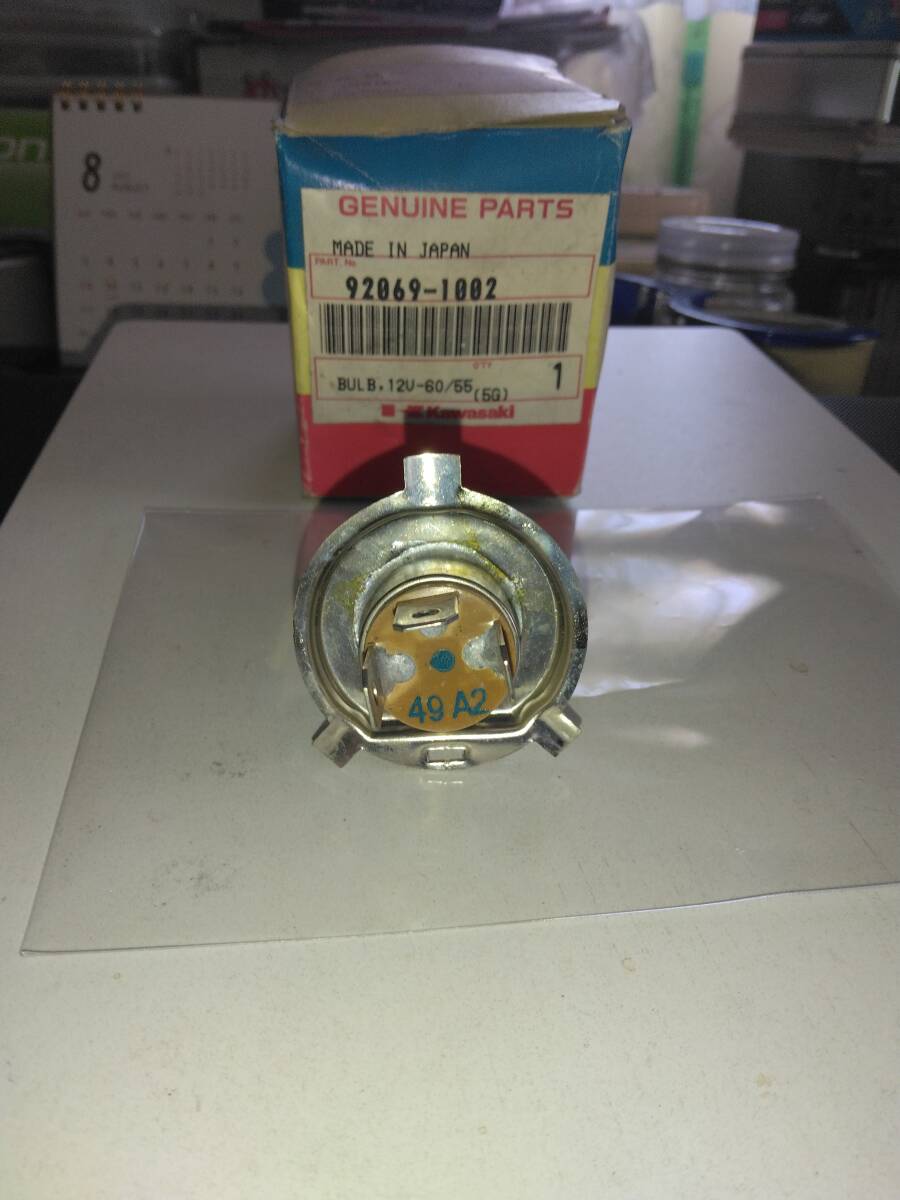 8
AUGUST
GENUINE PARTS
MADE IN JAPAN
PART. No
92069-1002
QTY
BULB,12V-60/55(5G) 1
Kawasaki
49 A2